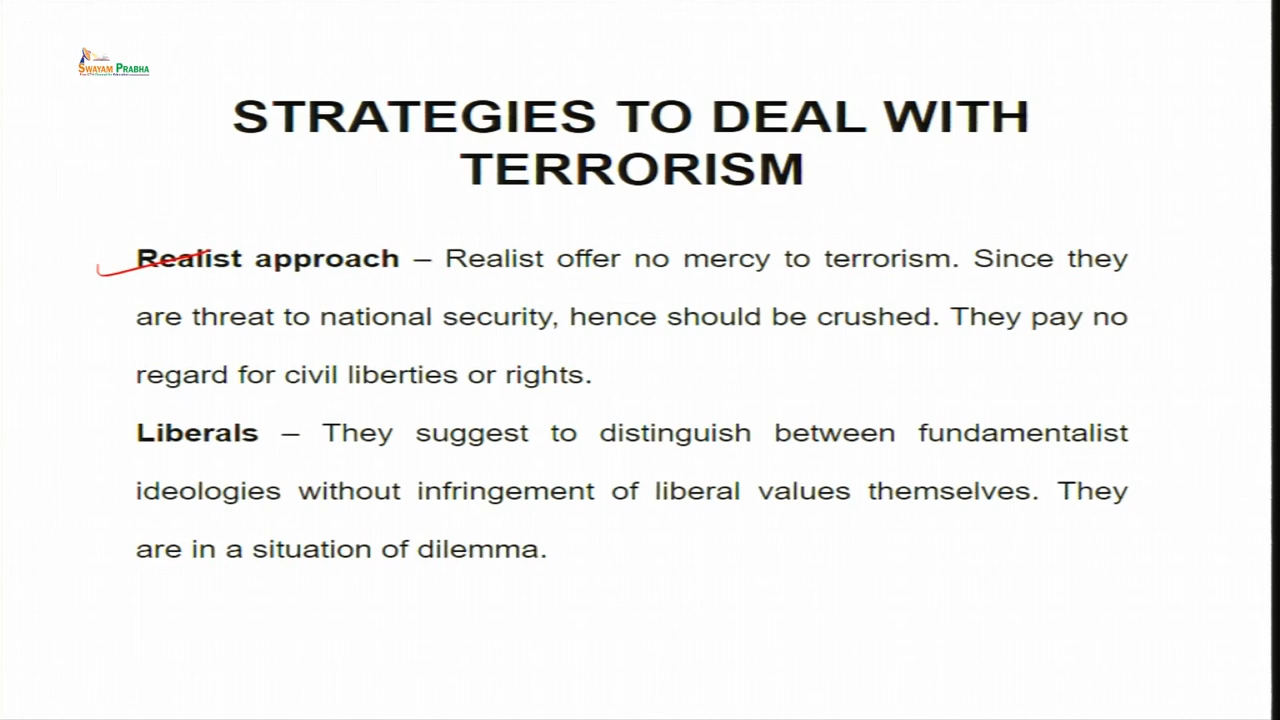 SWAYAM PRABHA
STRATEGIES TO DEAL WITH
TERRORISM
Realist approach – Realist offer no mercy to terrorism. Since they
are threat to national security, hence should be crushed. They pay no
regard for civil liberties or rights.
Liberals – They suggest to distinguish between fundamentalist
ideologies without infringement of liberal values themselves. They
are in a situation of dilemma.